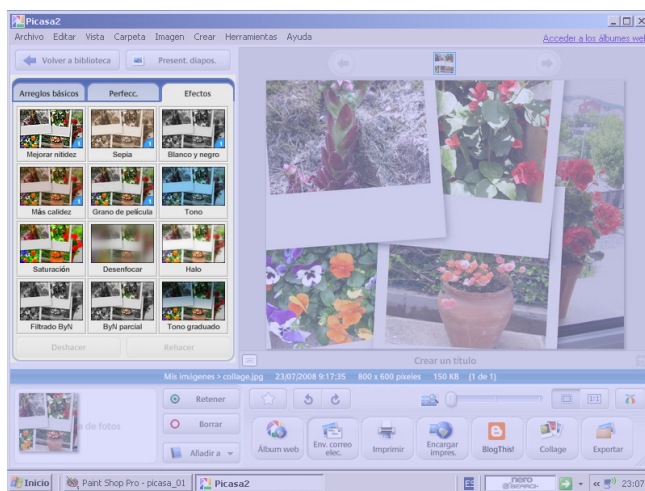 Picasa2
Archivo Editar Vista Carpeta Imagen Crear Herramientas Ayuda
Acceder a los álbumes web
Volver a biblioteca
Present. diapos.
Arreglos básicos
Perfecc.
Efectos
Mejorar nitidez
Sepia
Blanco y negro
Más calidez
Grano de película
Tono
Saturación
Desenfocar
Halo
Filtrado ByN
ByN parcial
Tono graduado
Deshacer
Rehacer
Crear un título
Mis imágenes > collage.jpg 23/07/2008 9:17:35 800 x 600 píxeles 150 KB (1 de 1)
de fotos
Retener
Borrar
Añadir a
1:1
Álbum web
Env. correo elec.
Imprimir
Encargar impres.
BlogThis!
Collage
Exportar
Inicio
Paint Shop Pro - picasa_01
Picasa2
ES
nero
SEARCH
23:07